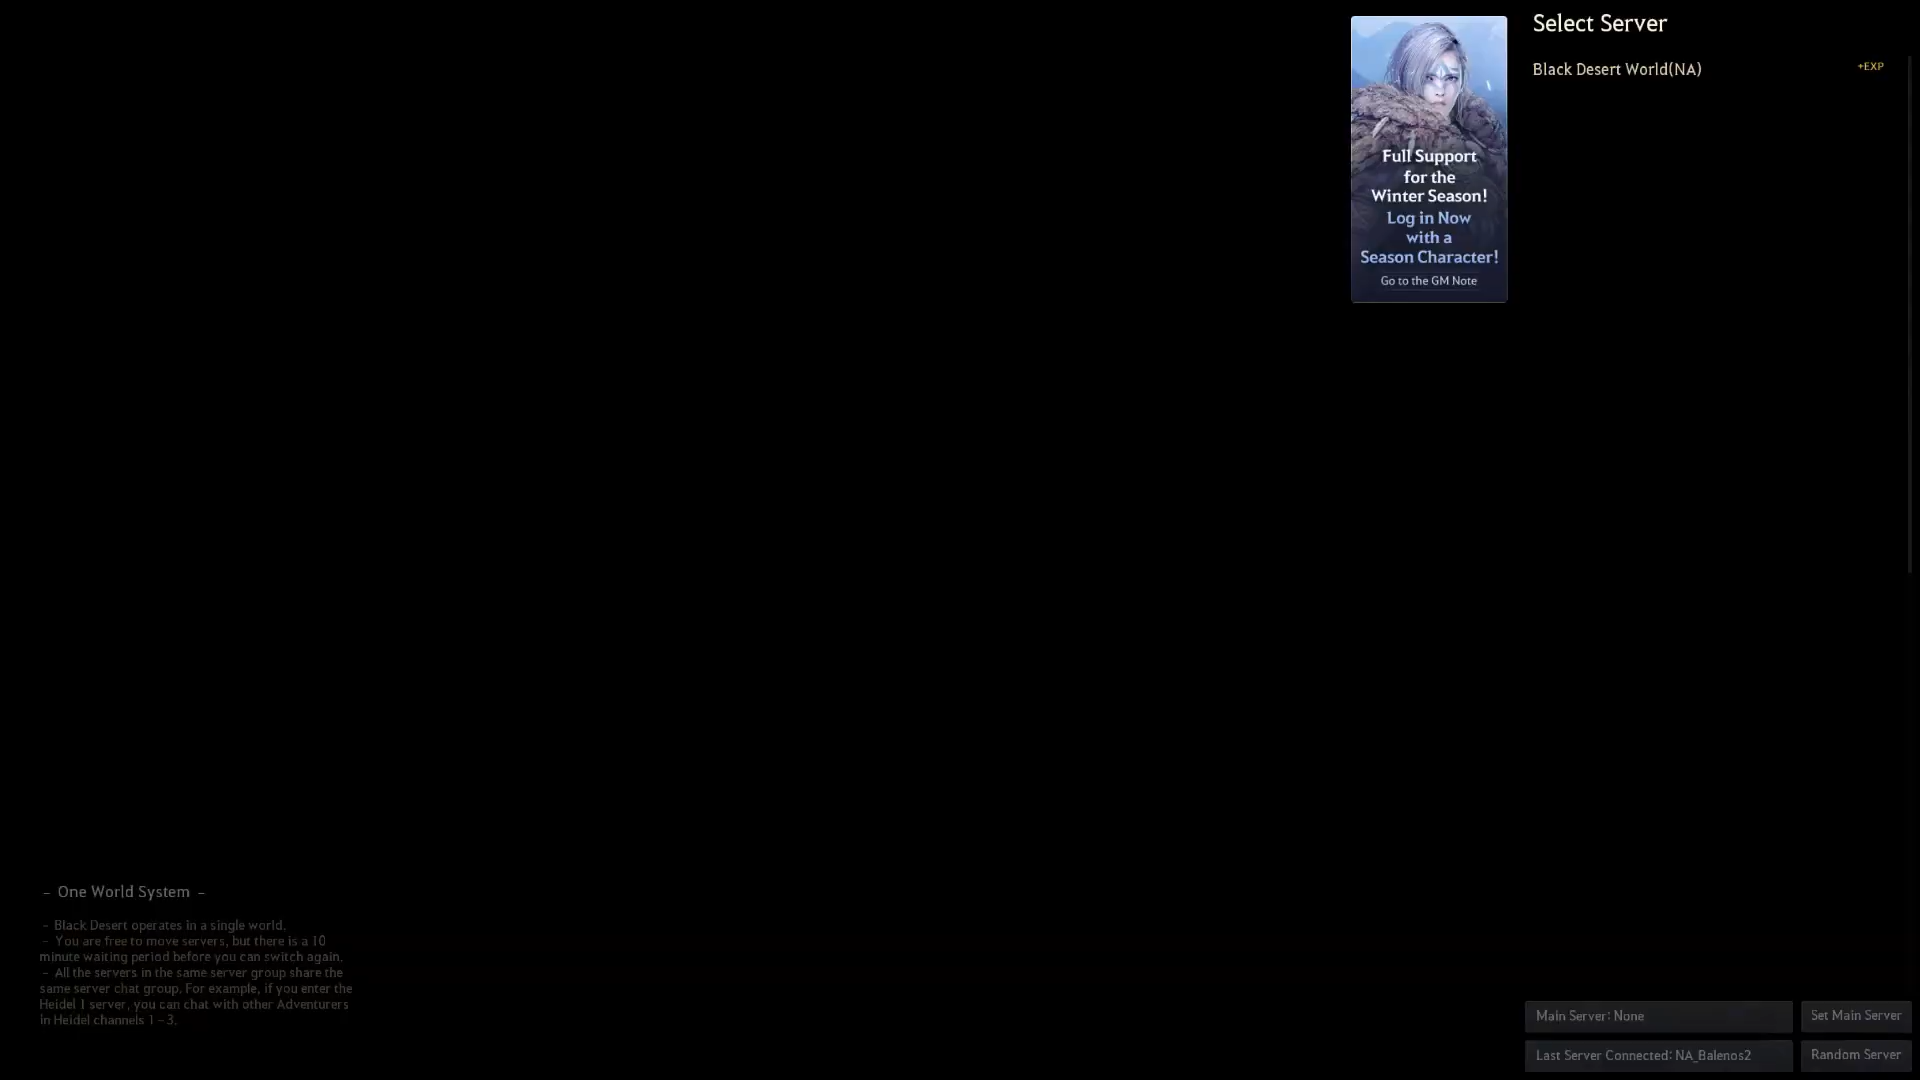 Select Server
Black Desert World(NA)
+EXP
Full Support
for the
Winter Season!
Log in Now
with a
Season Character!
Go to the GM Note
– One World System –
– Black Desert operates in a single world.
– You are free to move servers, but there is a 10
minute waiting period before you can switch again.
– All the servers in the same server group share the
same server chat group. For example, if you enter the
Heidel 1 server, you can chat with other Adventurers
in Heidel channels 1–3.
Main Server: None
Set Main Server
Last Server Connected: NA_Balenos2
Random Server